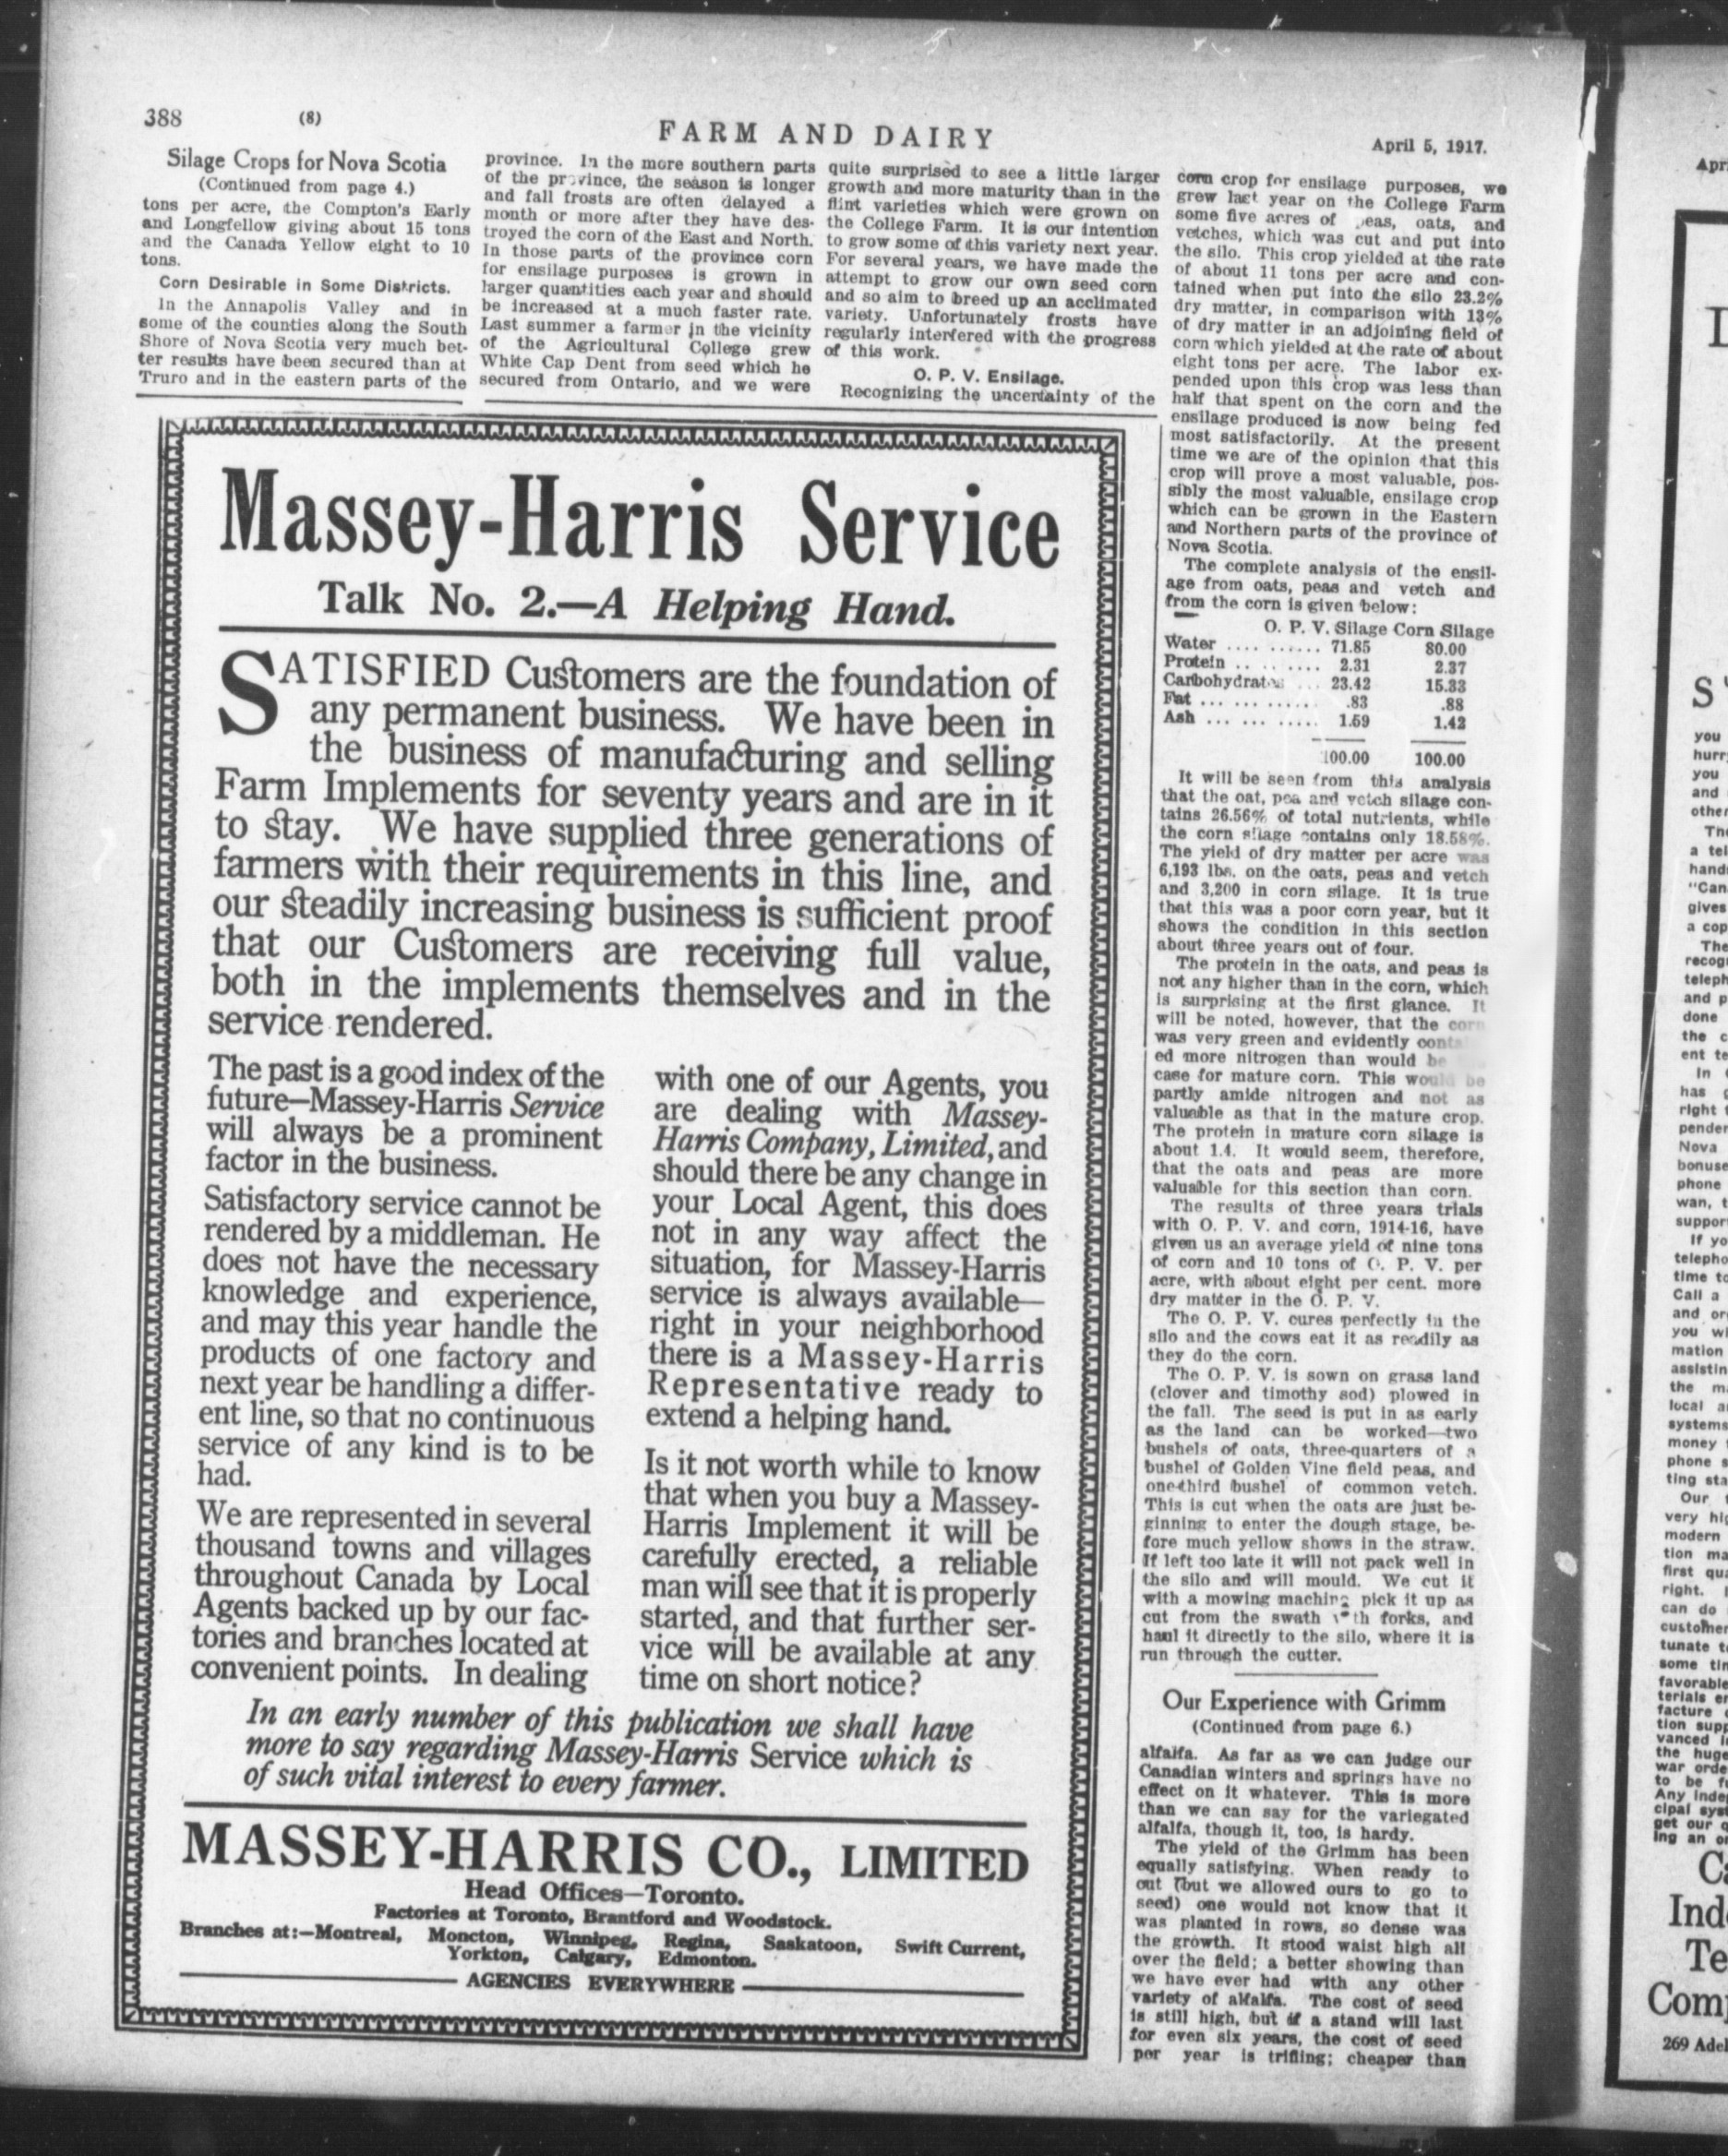 388
(8)
FARM AND DAIRY
April 5, 1917.
Silage Crops for Nova Scotia
(Continued from page 4.)
tons per acre, the Compton's Early
and Longfellow giving about 15 tons
and the Canada Yellow eight to 10
tons.
Corn Desirable in Some Districts.
In the Annapolis Valley and in
some of the counties along the South
Shore of Nova Scotia very much bet-
ter results have been secured than at
Truro and in the eastern parts of the
province. In the more southern parts
of the province, the season is longer
and fall frosts are often delayed a
month or more after they have des-
troyed the corn of the East and North.
In those parts of the province corn
for ensilage purposes is grown in
larger quantities each year and should
be increased at a much faster rate.
Last summer a farmer in the vicinity
of the Agricultural College grew
White Cap Dent from seed which he
secured from Ontario, and we were
quite surprised to see a little larger
growth and more maturity than in the
flint varieties which were grown on
the College Farm. It is our intention
to grow some of this variety next year.
For several years, we have made the
attempt to grow our own seed corn
and so aim to breed up an acclimated
variety. Unfortunately frosts have
regularly interfered with the progress
of this work.
O. P. V. Ensilage.
Recognizing the uncertainty of the
corn crop for ensilage purposes, we
grew last year on the College Farm
some five acres of peas, oats, and
vetches, which was cut and put into
the silo. This crop yielded at the rate
of about 11 tons per acre and con-
tained when put into the silo 23.2%
dry matter, in comparison with 13%
of dry matter in an adjoining field of
corn which yielded at the rate of about
eight tons per acre. The labor ex-
pended upon this crop was less than
half that spent on the corn and the
ensilage produced is now being fed
most satisfactorily. At the present
time we are of the opinion that this
crop will prove a most valuable, pos-
sibly the most valuable, ensilage crop
which can be grown in the Eastern
and Northern parts of the province of
Nova Scotia.
The complete analysis of the ensil-
age from oats, peas and vetch and
from the corn is given below:
O. P. V. Silage Corn Silage
Water .... ...... 71.85 80.00
Protein .. .. .... 2.31 2.37
Carbohydrates ... 23.42 15.33
Fat ... ... ...... .83 .88
Ash ... ... ..... 1.59 1.42
100.00 100.00
It will be seen from this analysis
that the oat, pea and vetch silage con-
tains 26.56% of total nutrients, while
the corn silage contains only 18.58%.
The yield of dry matter per acre was
6,193 lbs. on the oats, peas and vetch
and 3,200 in corn silage. It is true
that this was a poor corn year, but it
shows the condition in this section
about three years out of four.
The protein in the oats, and peas is
not any higher than in the corn, which
is surprising at the first glance. It
will be noted, however, that the corn
was very green and evidently contain-
ed more nitrogen than would be
case for mature corn. This would be
partly amide nitrogen and not as
valuable as that in the mature crop.
The protein in mature corn silage is
about 1.4. It would seem, therefore,
that the oats and peas are more
valuable for this section than corn.
The results of three years trials
with O. P. V. and corn, 1914-16, have
given us an average yield of nine tons
of corn and 10 tons of O. P. V. per
acre, with about eight per cent. more
dry matter in the O. P. V.
The O. P. V. cures perfectly in the
silo and the cows eat it as readily as
they do the corn.
The O. P. V. is sown on grass land
(clover and timothy sod) plowed in
the fall. The seed is put in as early
as the land can be worked—two
bushels of oats, three-quarters of a
bushel of Golden Vine field peas, and
one-third bushel of common vetch.
This is cut when the oats are just be-
ginning to enter the dough stage, be-
fore much yellow shows in the straw.
If left too late it will not pack well in
the silo and will mould. We cut it
with a mowing machine pick it up as
cut from the swath with forks, and
haul it directly to the silo, where it is
run through the cutter.
Our Experience with Grimm
(Continued from page 6.)
alfalfa. As far as we can judge our
Canadian winters and springs have no
effect on it whatever. This is more
than we can say for the variegated
alfalfa, though it, too, is hardy.
The yield of the Grimm has been
equally satisfying. When ready to
cut (but we allowed ours to go to
seed) one would not know that it
was planted in rows, so dense was
the growth. It stood waist high all
over the field; a better showing than
we have ever had with any other
variety of alfalfa. The cost of seed
is still high, but if a stand will last
for even six years, the cost of seed
per year is trifling; cheaper than
Massey-Harris Service
Talk No. 2.—A Helping Hand.
SATISFIED Customers are the foundation of
any permanent business. We have been in
the business of manufacturing and selling
Farm Implements for seventy years and are in it
to stay. We have supplied three generations of
farmers with their requirements in this line, and
our steadily increasing business is sufficient proof
that our Customers are receiving full value,
both in the implements themselves and in the
service rendered.
The past is a good index of the
future—Massey-Harris Service
will always be a prominent
factor in the business.
Satisfactory service cannot be
rendered by a middleman. He
does not have the necessary
knowledge and experience,
and may this year handle the
products of one factory and
next year be handling a differ-
ent line, so that no continuous
service of any kind is to be
had.
We are represented in several
thousand towns and villages
throughout Canada by Local
Agents backed up by our fac-
tories and branches located at
convenient points. In dealing
with one of our Agents, you
are dealing with Massey-
Harris Company, Limited, and
should there be any change in
your Local Agent, this does
not in any way affect the
situation, for Massey-Harris
service is always available—
right in your neighborhood
there is a Massey-Harris
Representative ready to
extend a helping hand.
Is it not worth while to know
that when you buy a Massey-
Harris Implement it will be
carefully erected, a reliable
man will see that it is properly
started, and that further ser-
vice will be available at any
time on short notice?
In an early number of this publication we shall have
more to say regarding Massey-Harris Service which is
of such vital interest to every farmer.
MASSEY-HARRIS CO., LIMITED
Head Offices—Toronto.
Factories at Toronto, Brantford and Woodstock.
Branches at:—Montreal, Moncton, Winnipeg, Regina, Saskatoon, Swift Current,
Yorkton, Calgary, Edmonton.
AGENCIES EVERYWHERE